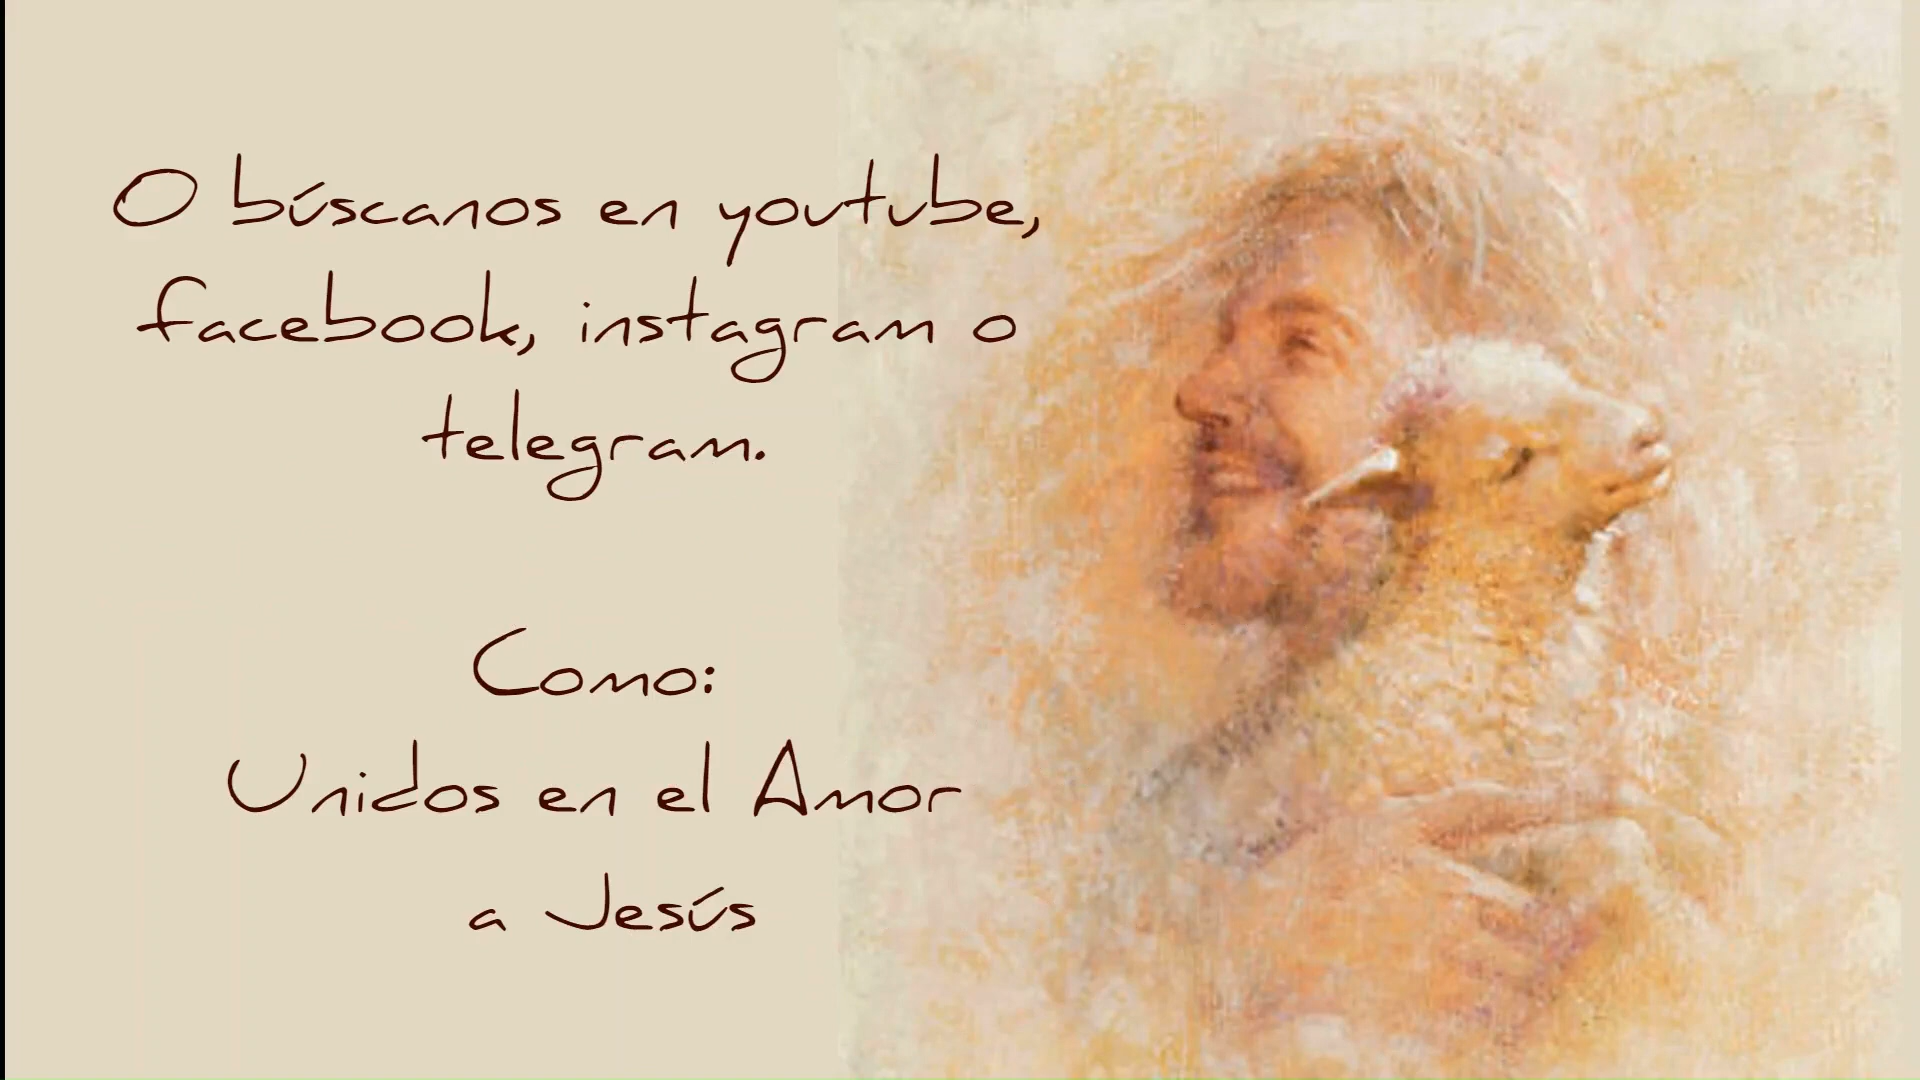 O búscanos en youtube,
facebook, instagram o
telegram.
Como:
Unidos en el Amor
a Jesús